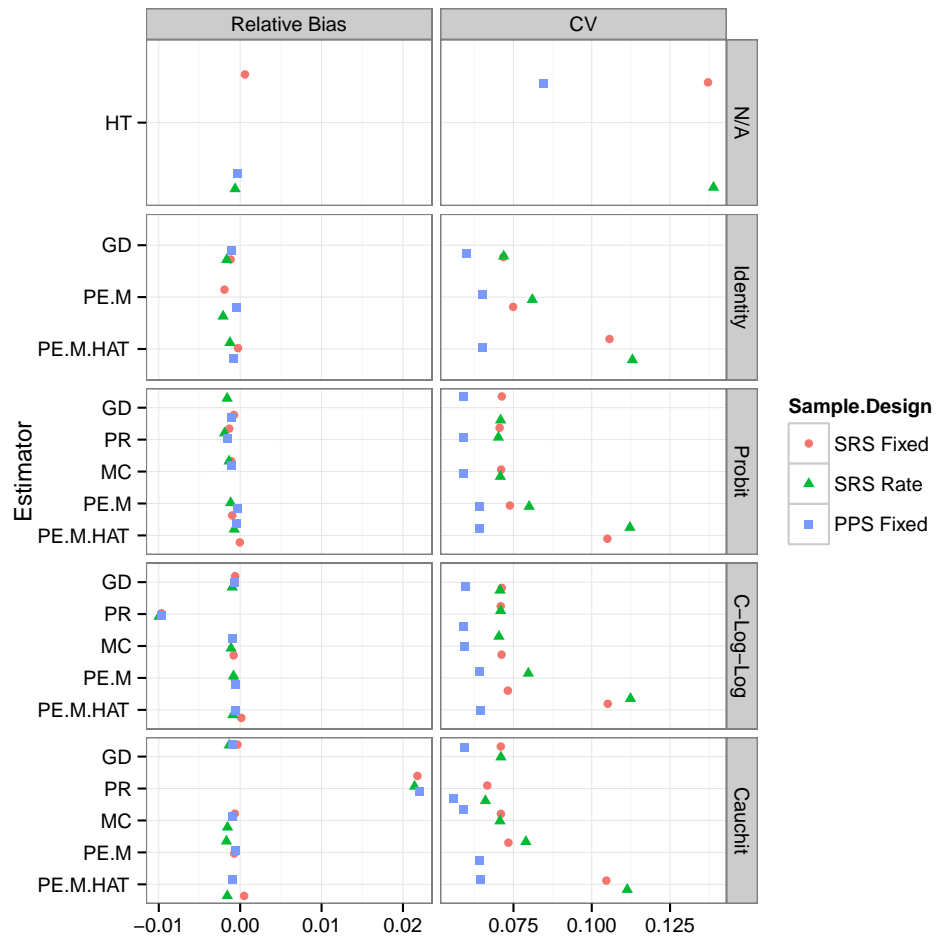 Relative Bias
CV
HT
N/A
GD
PE.M
PE.M.HAT
Identity
GD
PR
MC
PE.M
PE.M.HAT
Probit
GD
PR
MC
PE.M
PE.M.HAT
C−Log−Log
GD
PR
MC
PE.M
PE.M.HAT
Cauchit
−0.01
0.00
0.01
0.02
0.075
0.100
0.125
Estimator
Sample.Design
SRS Fixed
SRS Rate
PPS Fixed